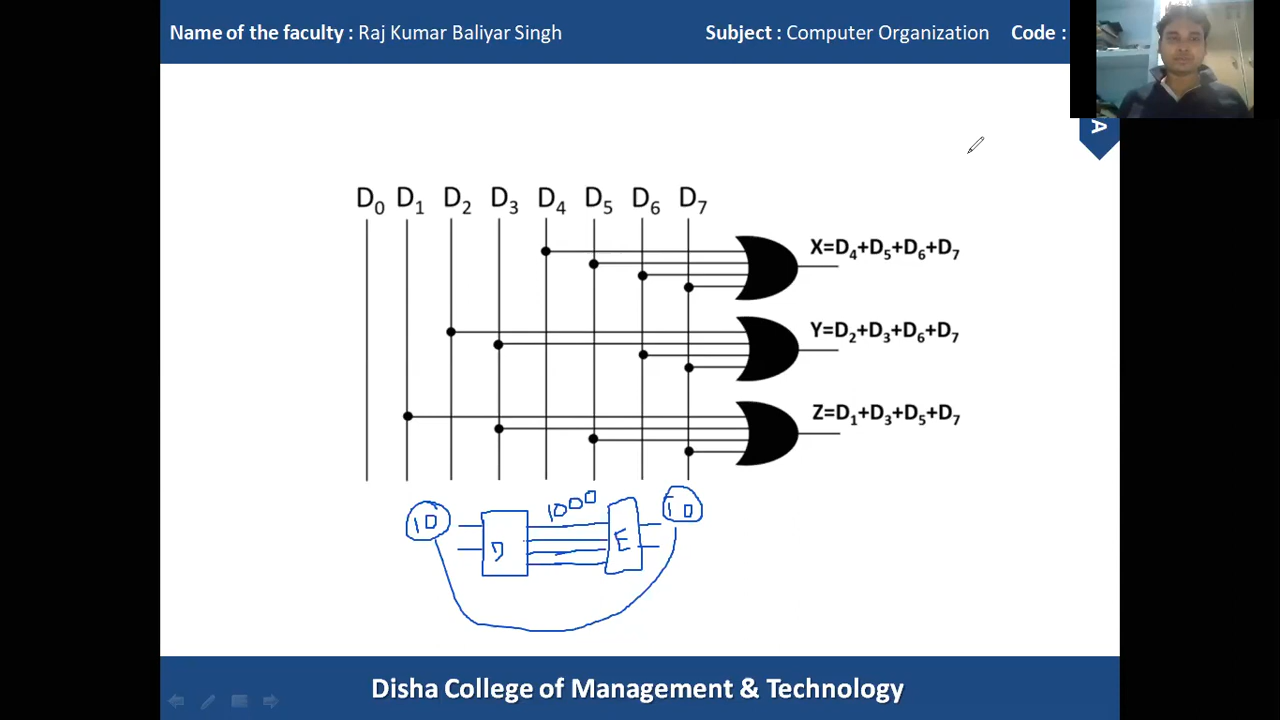 Name of the faculty : Raj Kumar Baliyar Singh Subject : Computer Organization Code :
A
D₀ D₁ D₂ D₃ D₄ D₅ D₆ D₇
X=D₄+D₅+D₆+D₇
Y=D₂+D₃+D₆+D₇
Z=D₁+D₃+D₅+D₇
1000
10 D E 10
Disha College of Management & Technology